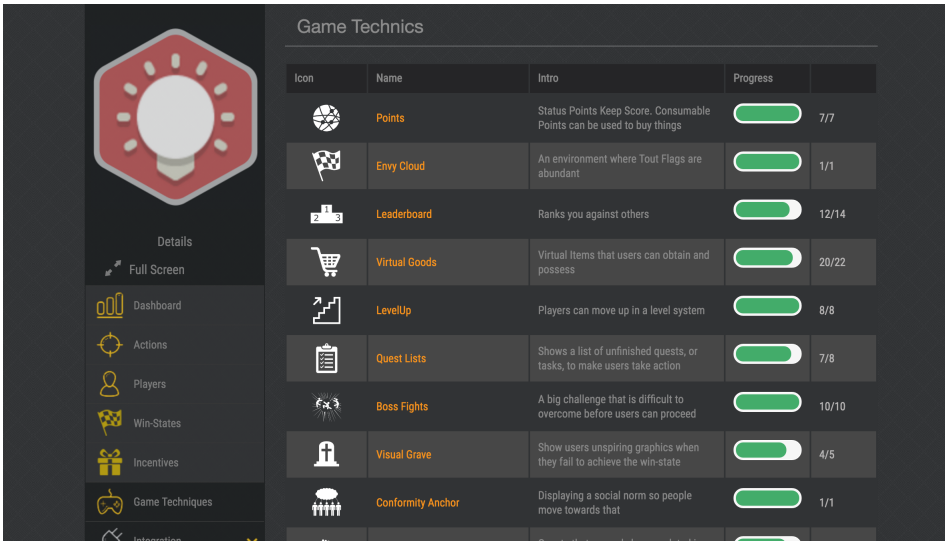 Game Technics
Details
Full Screen
Dashboard
Actions
Players
Win-States
Incentives
Game Techniques
Integration
Icon Name Intro Progress
Points Status Points Keep Score. Consumable 7/7
Points can be used to buy things
Envy Cloud An environment where Tout Flags are 1/1
abundant
1
2 3
Leaderboard Ranks you against others 12/14
Virtual Goods Virtual Items that users can obtain and 20/22
possess
LevelUp Players can move up in a level system 8/8
Quest Lists Shows a list of unfinished quests, or 7/8
tasks, to make users take action
Boss Fights A big challenge that is difficult to 10/10
overcome before users can proceed
Visual Grave Show users unspiring graphics when 4/5
they fail to achieve the win-state
Conformity Anchor Displaying a social norm so people 1/1
move towards that